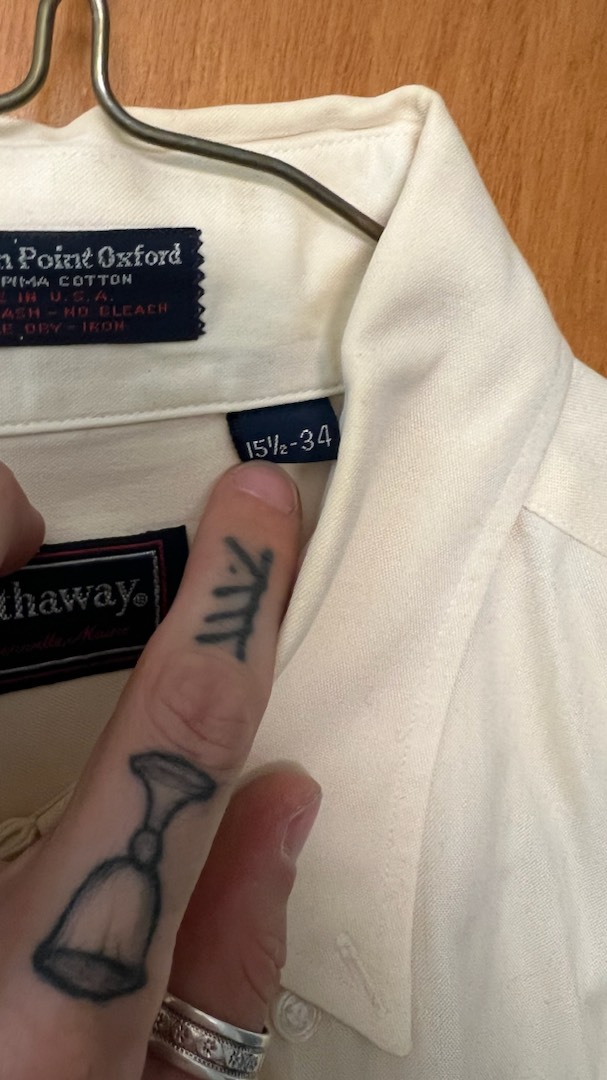 n Point Oxford
PIMA COTTON
IN U.S.A.
ASH - NO BLEACH
E DRY - IRON
15½-34
thaway®